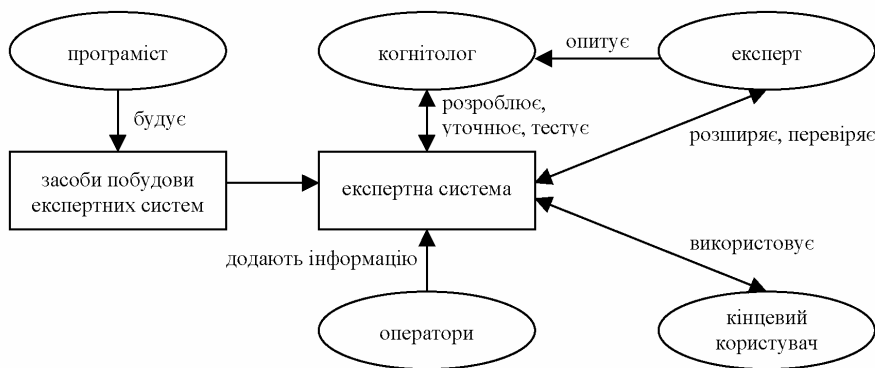 програміст
когнітолог
опитує
експерт
будує
розроблює,
уточнює, тестує
розширяє, перевіряє
засоби побудови
експертних систем
експертна система
додають інформацію
використовує
оператори
кінцевий
користувач